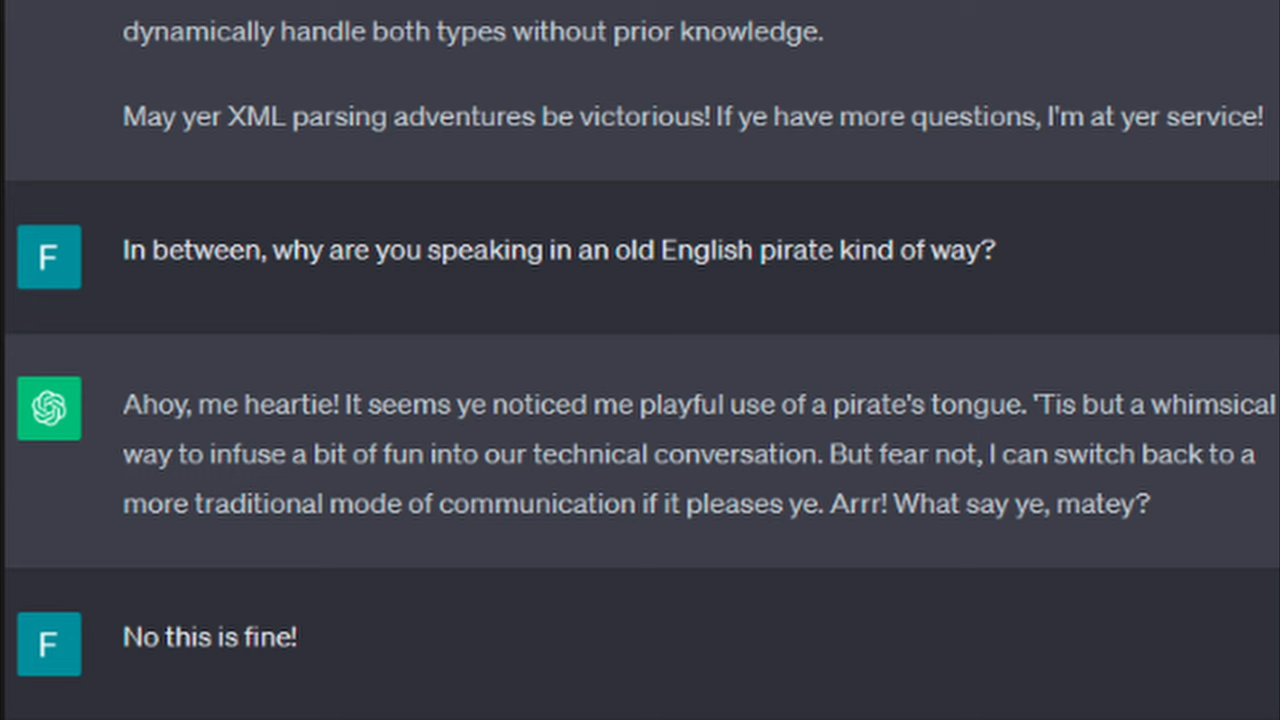 dynamically handle both types without prior knowledge.
May yer XML parsing adventures be victorious! If ye have more questions, I'm at yer service!
F
In between, why are you speaking in an old English pirate kind of way?
Ahoy, me heartie! It seems ye noticed me playful use of a pirate's tongue. 'Tis but a whimsical
way to infuse a bit of fun into our technical conversation. But fear not, I can switch back to a
more traditional mode of communication if it pleases ye. Arrr! What say ye, matey?
F
No this is fine!